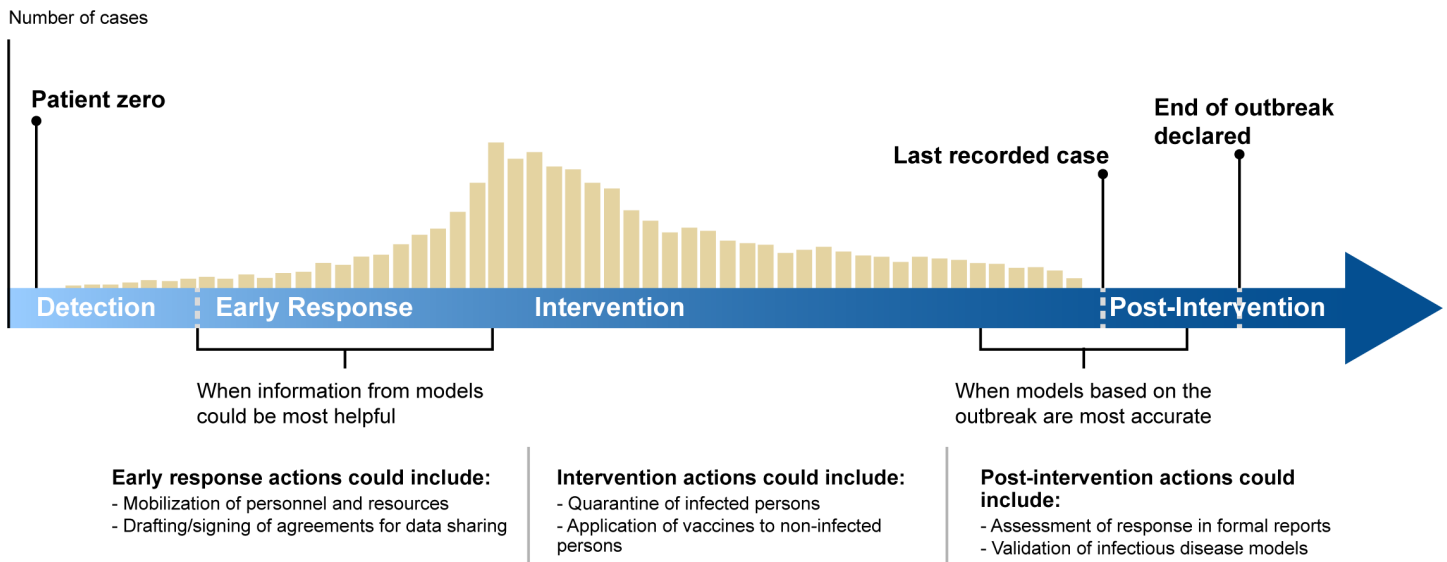 Number of cases
Patient zero
Last recorded case
End of outbreak
declared
Detection
Early Response
Intervention
Post-Intervention
When information from models
could be most helpful
When models based on the
outbreak are most accurate
Early response actions could include:
- Mobilization of personnel and resources
- Drafting/signing of agreements for data sharing
Intervention actions could include:
- Quarantine of infected persons
- Application of vaccines to non-infected
persons
Post-intervention actions could
include:
- Assessment of response in formal reports
- Validation of infectious disease models